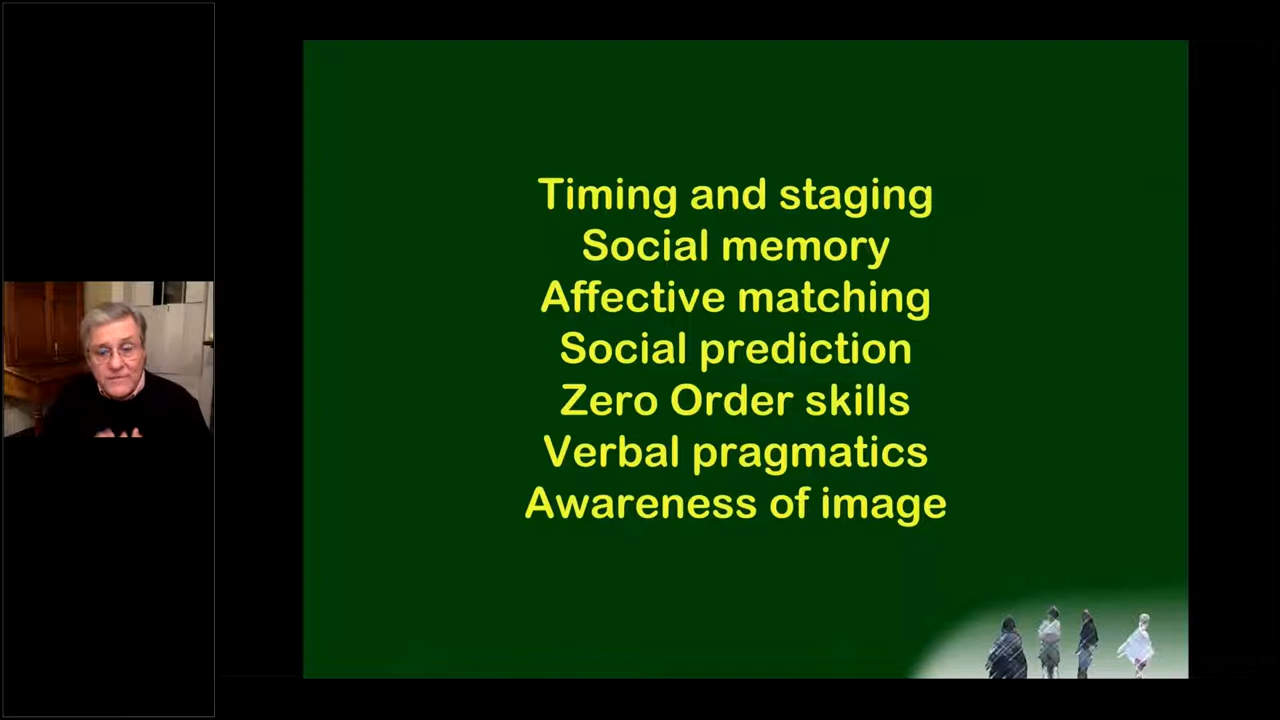 Timing and staging
Social memory
Affective matching
Social prediction
Zero Order skills
Verbal pragmatics
Awareness of image